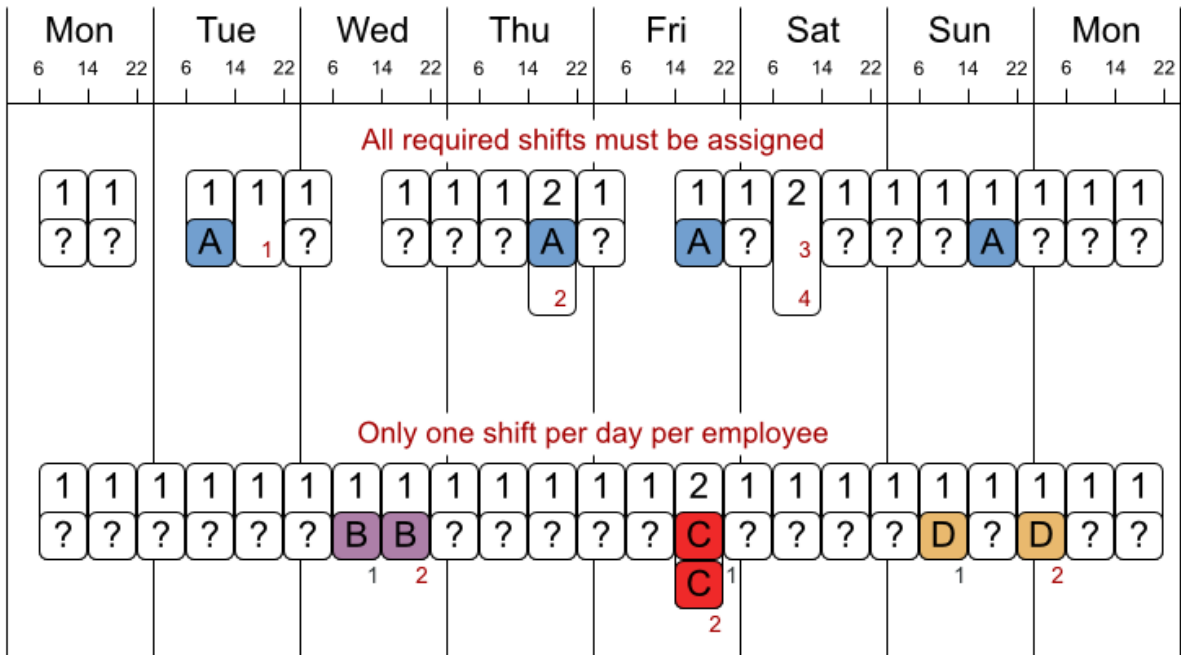 Mon Tue Wed Thu Fri Sat Sun Mon
6 14 22 6 14 22 6 14 22 6 14 22 6 14 22 6 14 22 6 14 22 6 14 22
All required shifts must be assigned
1 1 1 1 1 1 1 1 2 1 1 1 2 1 1 1 1 1 1 1
? ? A 1 ? ? ? ? A ? A ? 3 ? ? ? A ? ? ?
2 4
Only one shift per day per employee
1 1 1 1 1 1 1 1 1 1 1 1 1 2 1 1 1 1 1 1 1 1 1
? ? ? ? ? ? B B ? ? ? ? ? C ? ? ? ? D ? D ? ?
1 2 C 1 1 2
2